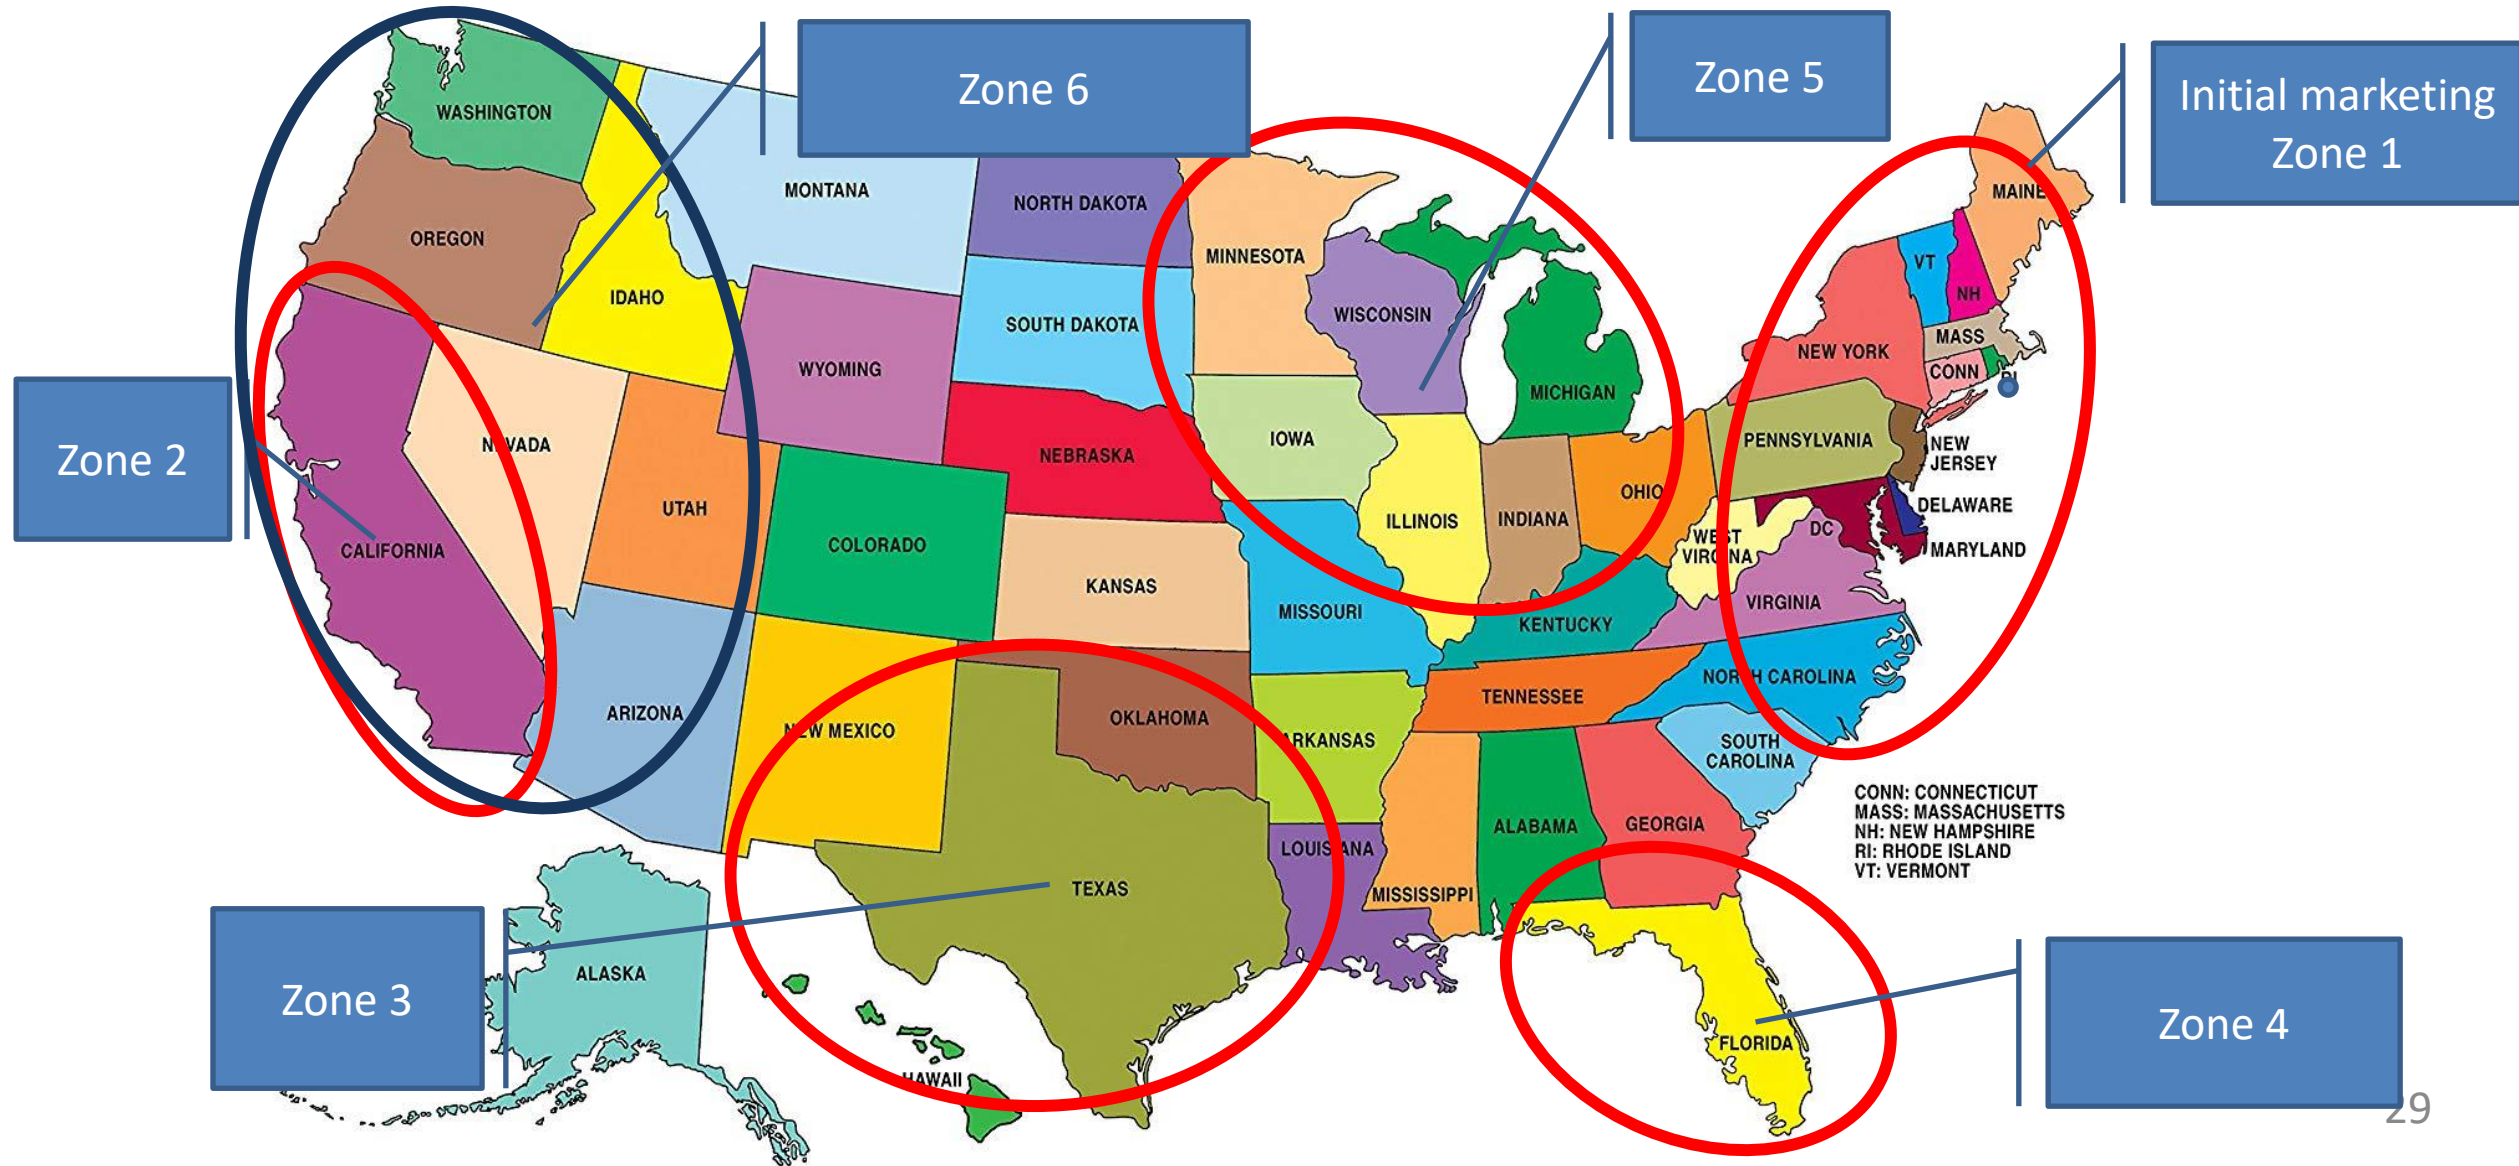 Zone 6
Zone 5
Initial marketing
Zone 1
Zone 2
Zone 3
Zone 4
WASHINGTON
OREGON
IDAHO
MONTANA
NORTH DAKOTA
SOUTH DAKOTA
MINNESOTA
WISCONSIN
MICHIGAN
MAINE
VT
NH
MASS
CONN
RI
NEW YORK
PENNSYLVANIA
NEW
JERSEY
DELAWARE
MARYLAND
DC
WEST
VIRGINA
VIRGINIA
OHIO
INDIANA
ILLINOIS
IOWA
NEBRASKA
WYOMING
NEVADA
UTAH
COLORADO
CALIFORNIA
KANSAS
MISSOURI
KENTUCKY
TENNESSEE
NORTH CAROLINA
SOUTH
CAROLINA
ARIZONA
NEW MEXICO
OKLAHOMA
ARKANSAS
TEXAS
LOUISIANA
MISSISSIPPI
ALABAMA
GEORGIA
FLORIDA
ALASKA
HAWAII
CONN: CONNECTICUT
MASS: MASSACHUSETTS
NH: NEW HAMPSHIRE
RI: RHODE ISLAND
VT: VERMONT
29